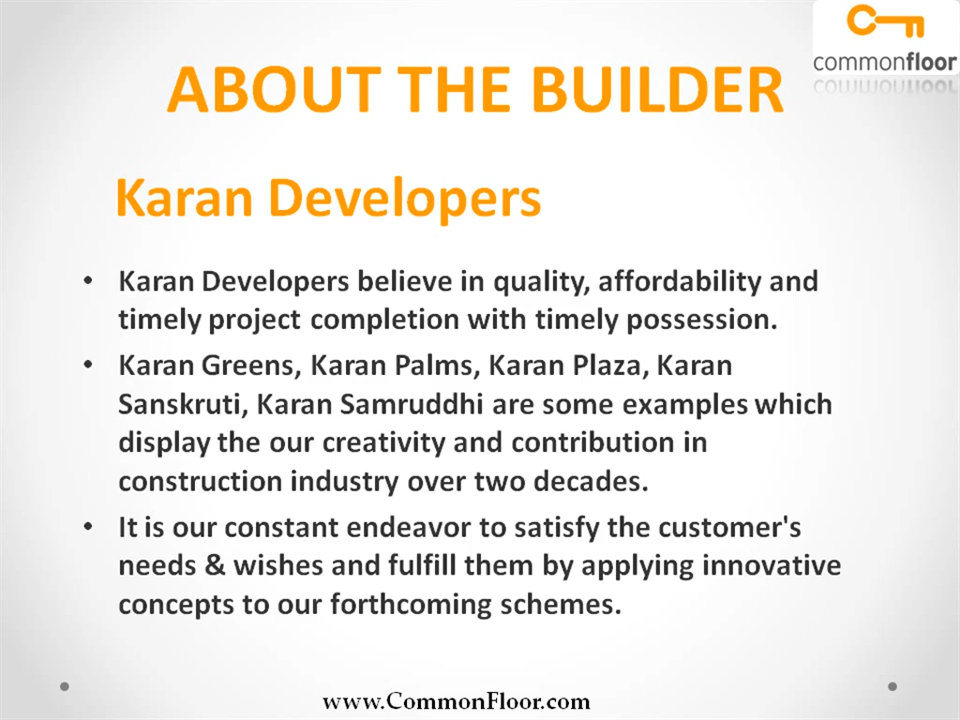 commonfloor
ABOUT THE BUILDER
Karan Developers
• Karan Developers believe in quality, affordability and
timely project completion with timely possession.
• Karan Greens, Karan Palms, Karan Plaza, Karan
Sanskruti, Karan Samruddhi are some examples which
display the our creativity and contribution in
construction industry over two decades.
• It is our constant endeavor to satisfy the customer's
needs & wishes and fulfill them by applying innovative
concepts to our forthcoming schemes.
www.CommonFloor.com